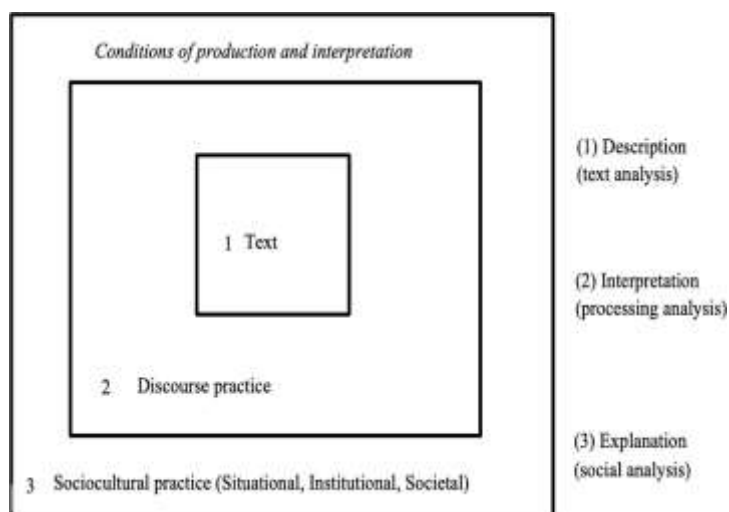 Conditions of production and interpretation
1 Text
2 Discourse practice
3 Sociocultural practice (Situational, Institutional, Societal)
(1) Description
(text analysis)
(2) Interpretation
(processing analysis)
(3) Explanation
(social analysis)